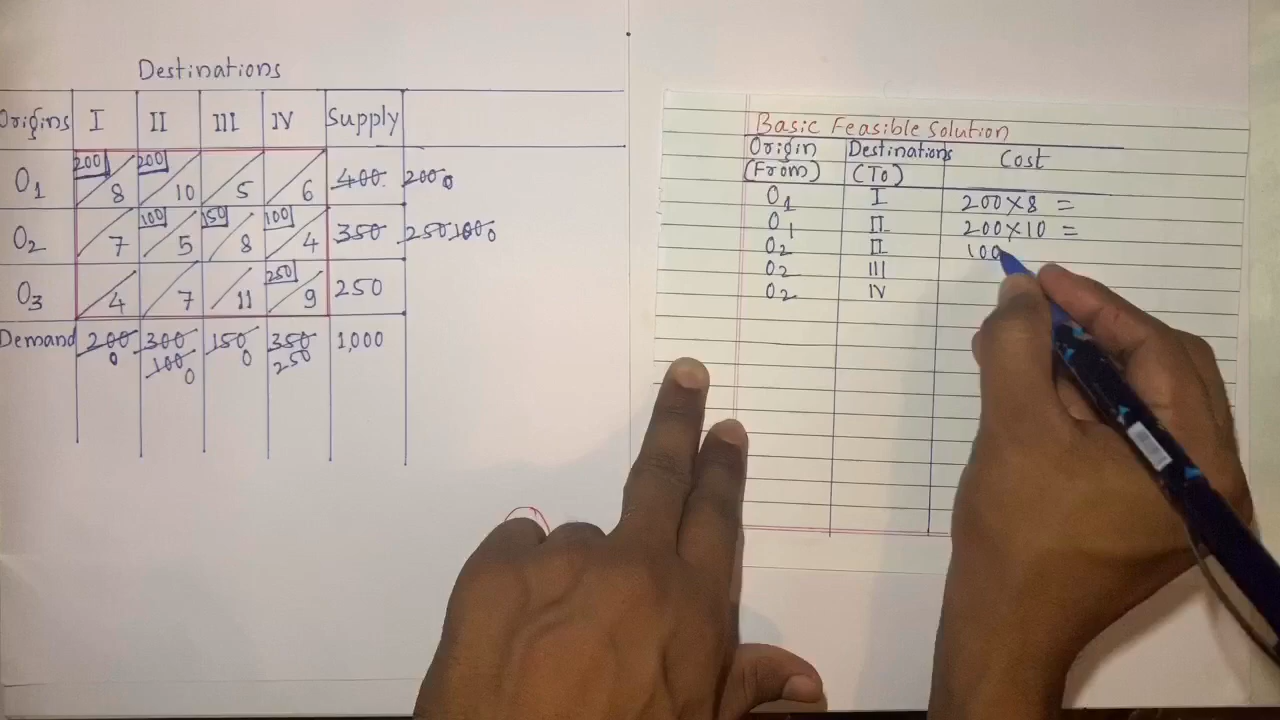 Destinations
Origins I II III IV Supply
200 200
O1 8 10 5 6 400 200 0
100 150 100
O2 7 5 8 4 350 250 100 0
250
O3 4 7 11 9 250
Demand 200 300 150 350 1,000
0 100 0 250
0
Basic Feasible Solution
Origin Destinations Cost
(From) (To)
O1 I 200×8 =
O1 II 200×10 =
O2 II 100
O2 III
O2 IV